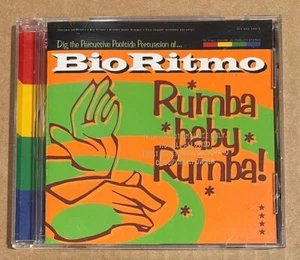 Dig the Percussive Poolside Persuasion of...
Bio Ritmo
Rumba
baby
Rumba!